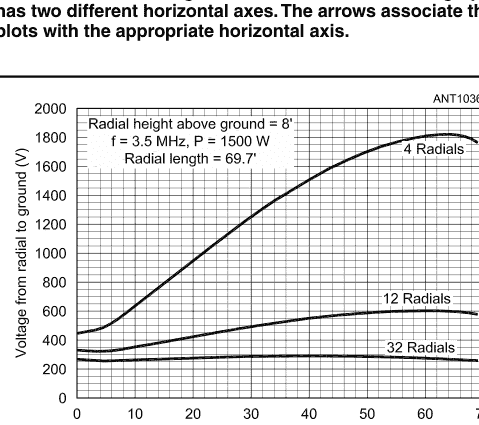 has two different horizontal axes. The arrows associate
plots with the appropriate horizontal axis.
ANT1036
Radial height above ground = 8'
f = 3.5 MHz, P = 1500 W
Radial length = 69.7'
4 Radials
12 Radials
32 Radials
Voltage from radial to ground (V)
2000
1800
1600
1400
1200
1000
800
600
400
200
0
0 10 20 30 40 50 60